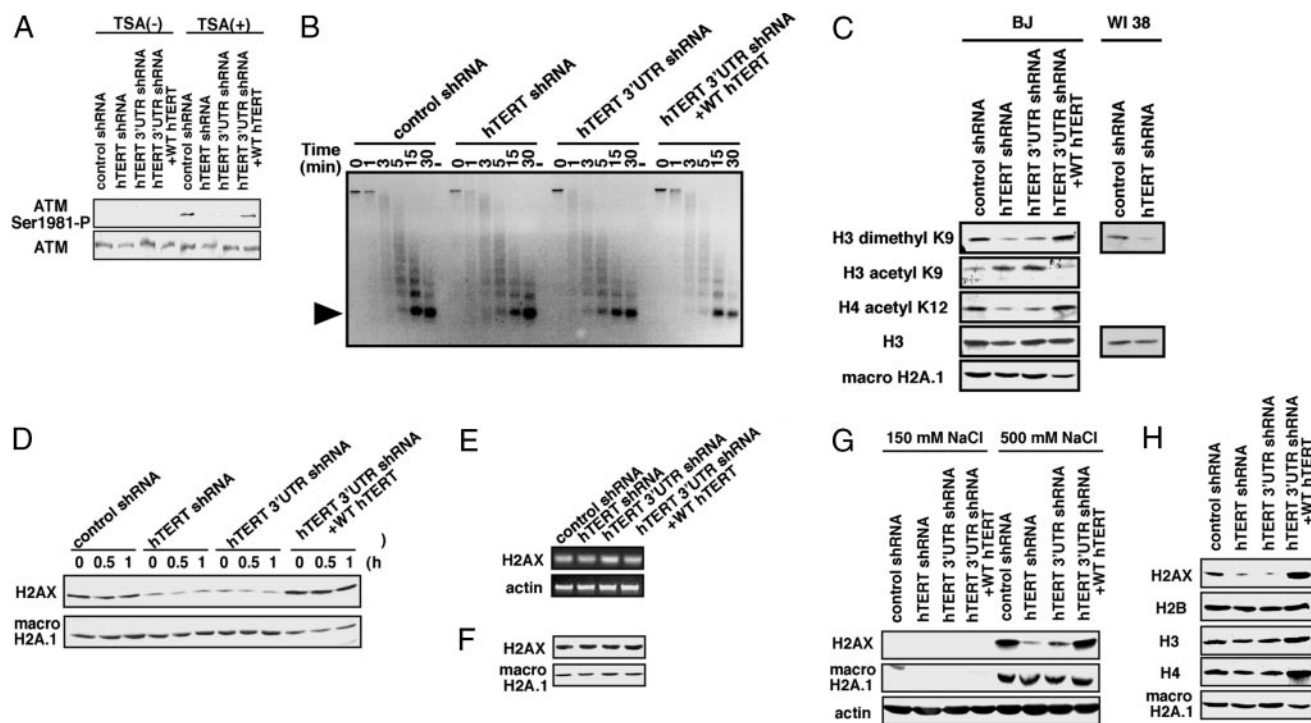 A
TSA(-) TSA(+)
control shRNA
hTERT shRNA
hTERT 3'UTR shRNA
hTERT 3'UTR shRNA
+WT hTERT
control shRNA
hTERT shRNA
hTERT 3'UTR shRNA
hTERT 3'UTR shRNA
+WT hTERT
ATM
Ser1981-P
ATM
B
control shRNA
hTERT shRNA
hTERT 3'UTR shRNA
hTERT 3'UTR shRNA
+WT hTERT
Time
(min)
0 1 3 5 15 30 0 1 3 5 15 30 0 1 3 5 15 30 0 1 3 5 15 30
C
BJ WI 38
control shRNA
hTERT shRNA
hTERT 3'UTR shRNA
hTERT 3'UTR shRNA
+WT hTERT
control shRNA
hTERT shRNA
H3 dimethyl K9
H3 acetyl K9
H4 acetyl K12
H3
macro H2A.1
D
control shRNA
hTERT shRNA
hTERT 3'UTR shRNA
hTERT 3'UTR shRNA
+WT hTERT
0 0.5 1 0 0.5 1 0 0.5 1 0 0.5 1 (h )
H2AX
macro
H2A.1
E
control shRNA
hTERT shRNA
hTERT 3'UTR shRNA
hTERT 3'UTR shRNA
+WT hTERT
H2AX
actin
F
H2AX
macro
H2A.1
G
150 mM NaCl 500 mM NaCl
control shRNA
hTERT shRNA
hTERT 3'UTR shRNA
hTERT 3'UTR shRNA
+WT hTERT
control shRNA
hTERT shRNA
hTERT 3'UTR shRNA
hTERT 3'UTR shRNA
+WT hTERT
H2AX
macro
H2A.1
actin
H
control shRNA
hTERT shRNA
hTERT 3'UTR shRNA
hTERT 3'UTR shRNA
+WT hTERT
H2AX
H2B
H3
H4
macro
H2A.1